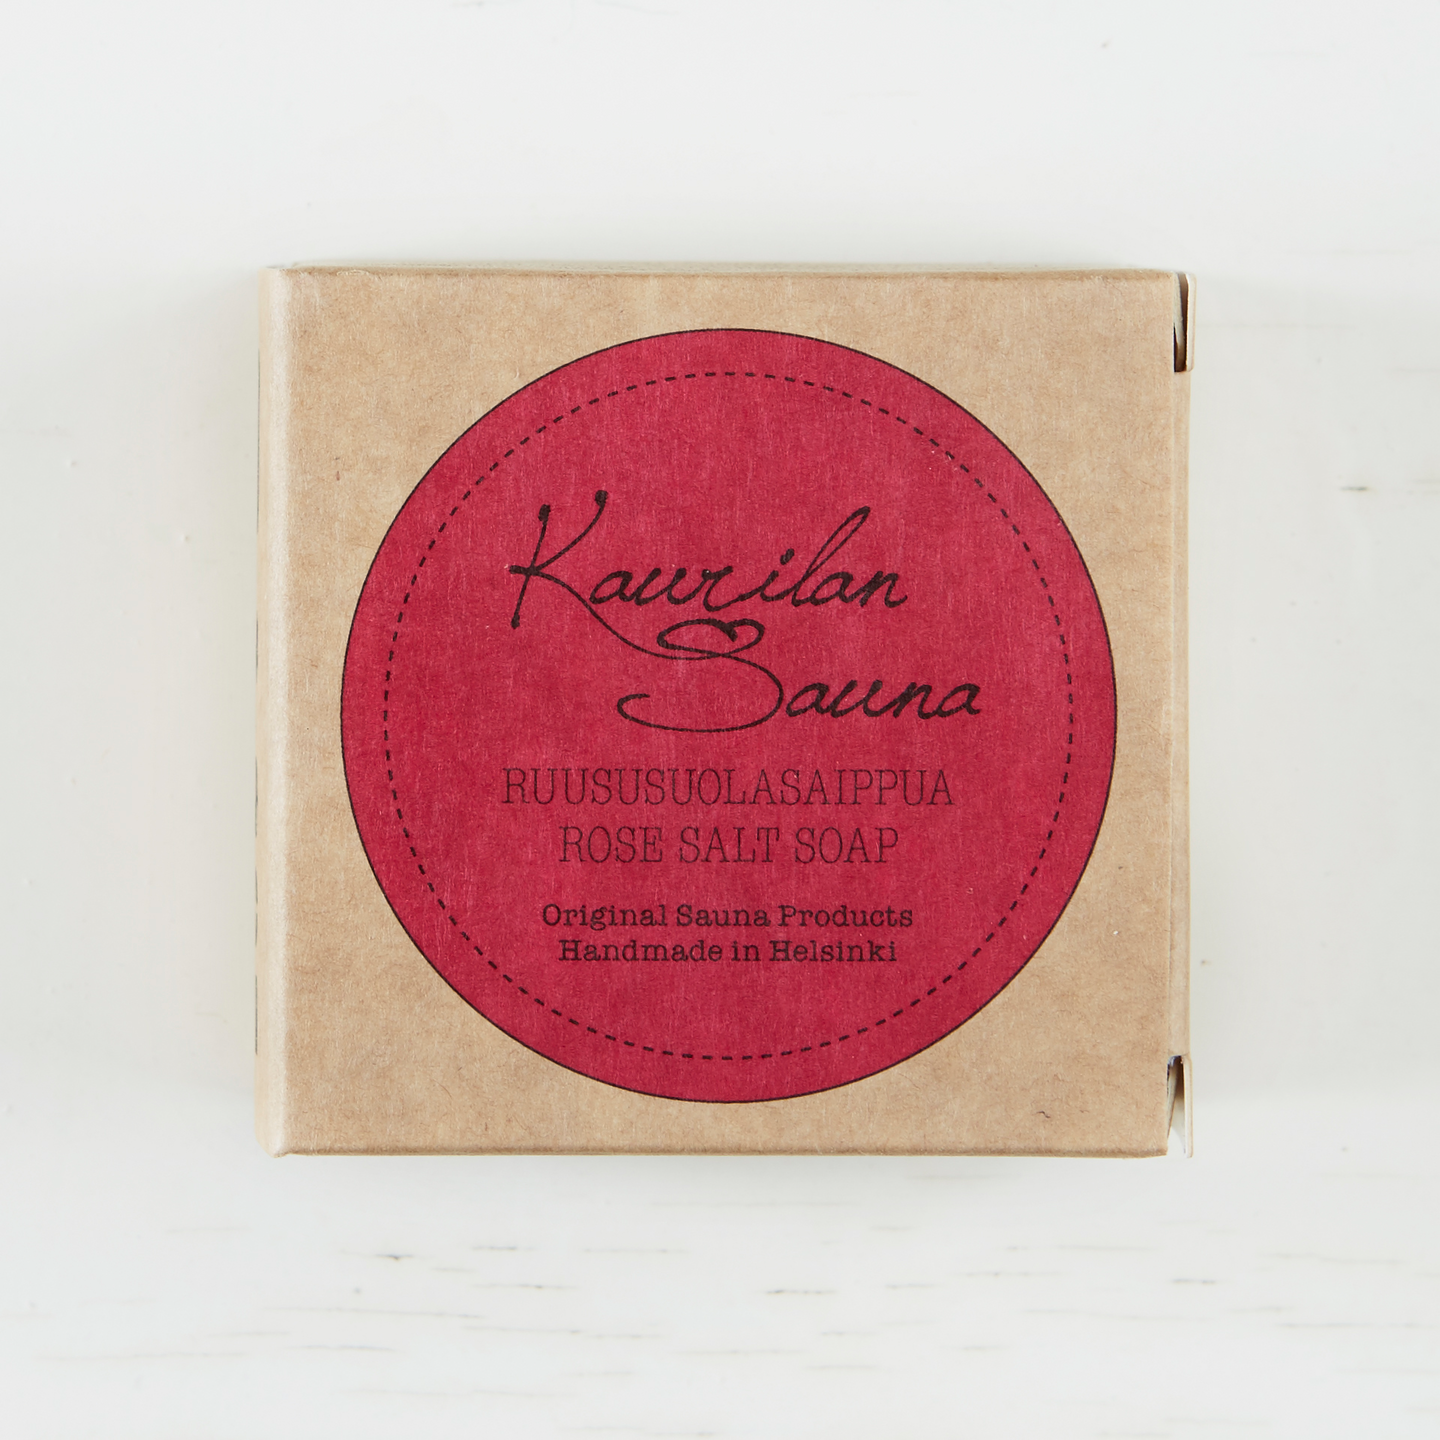 Kaurilan
Sauna
RUUSUSUOLASAIPPUA
ROSE SALT SOAP
Original Sauna Products
Handmade in Helsinki